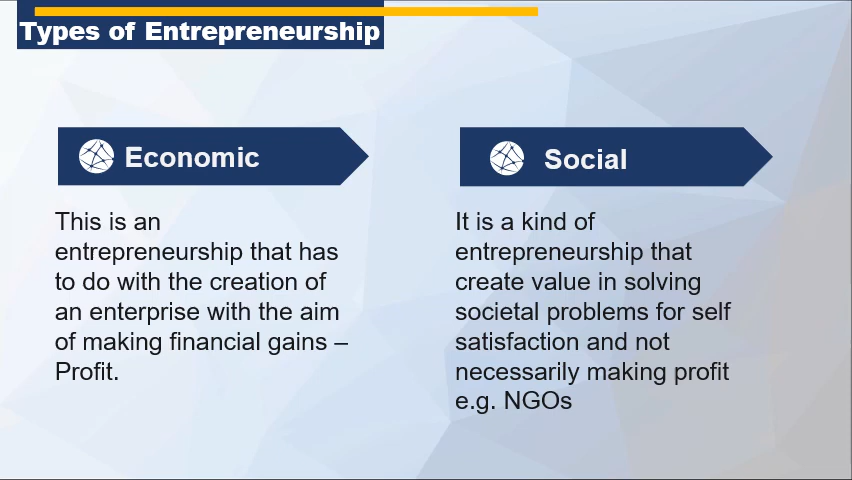 Types of Entrepreneurship
Economic
This is an
entrepreneurship that has
to do with the creation of
an enterprise with the aim
of making financial gains –
Profit.
Social
It is a kind of
entrepreneurship that
create value in solving
societal problems for self
satisfaction and not
necessarily making profit
e.g. NGOs